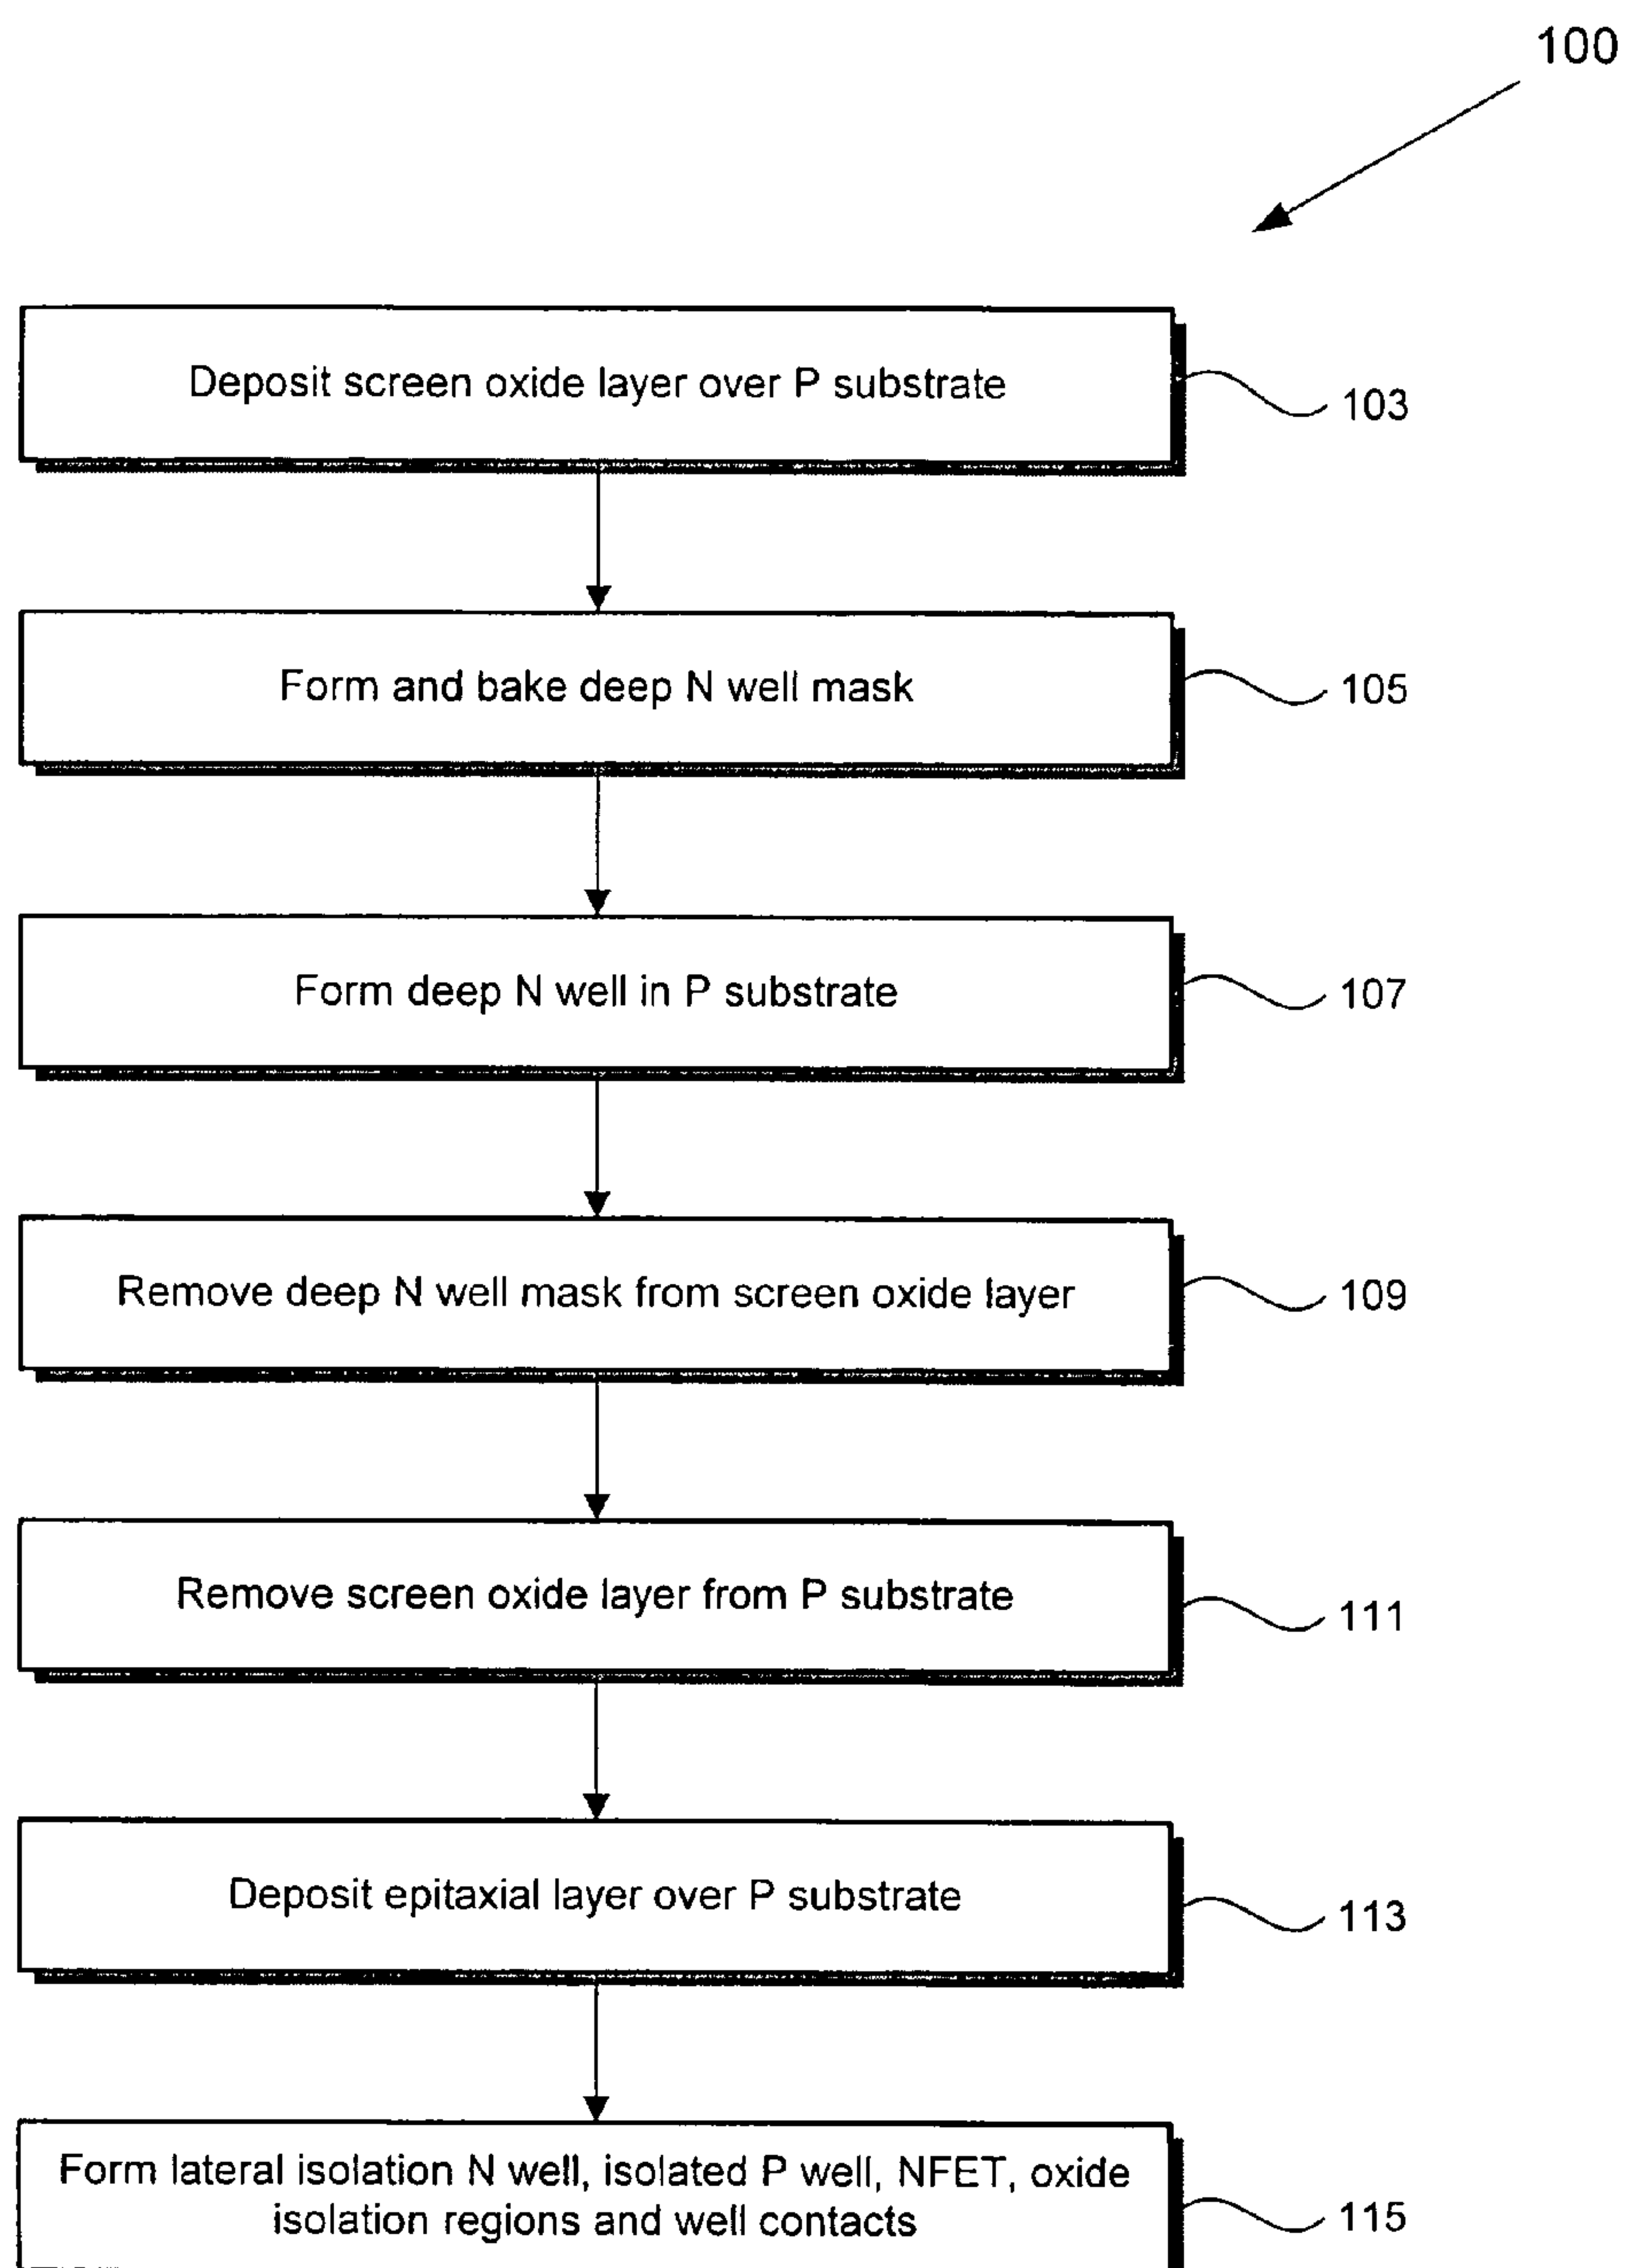 100
Deposit screen oxide layer over P substrate
103
Form and bake deep N well mask
105
Form deep N well in P substrate
107
Remove deep N well mask from screen oxide layer
109
Remove screen oxide layer from P substrate
111
Deposit epitaxial layer over P substrate
113
Form lateral isolation N well, isolated P well, NFET, oxide
isolation regions and well contacts
115